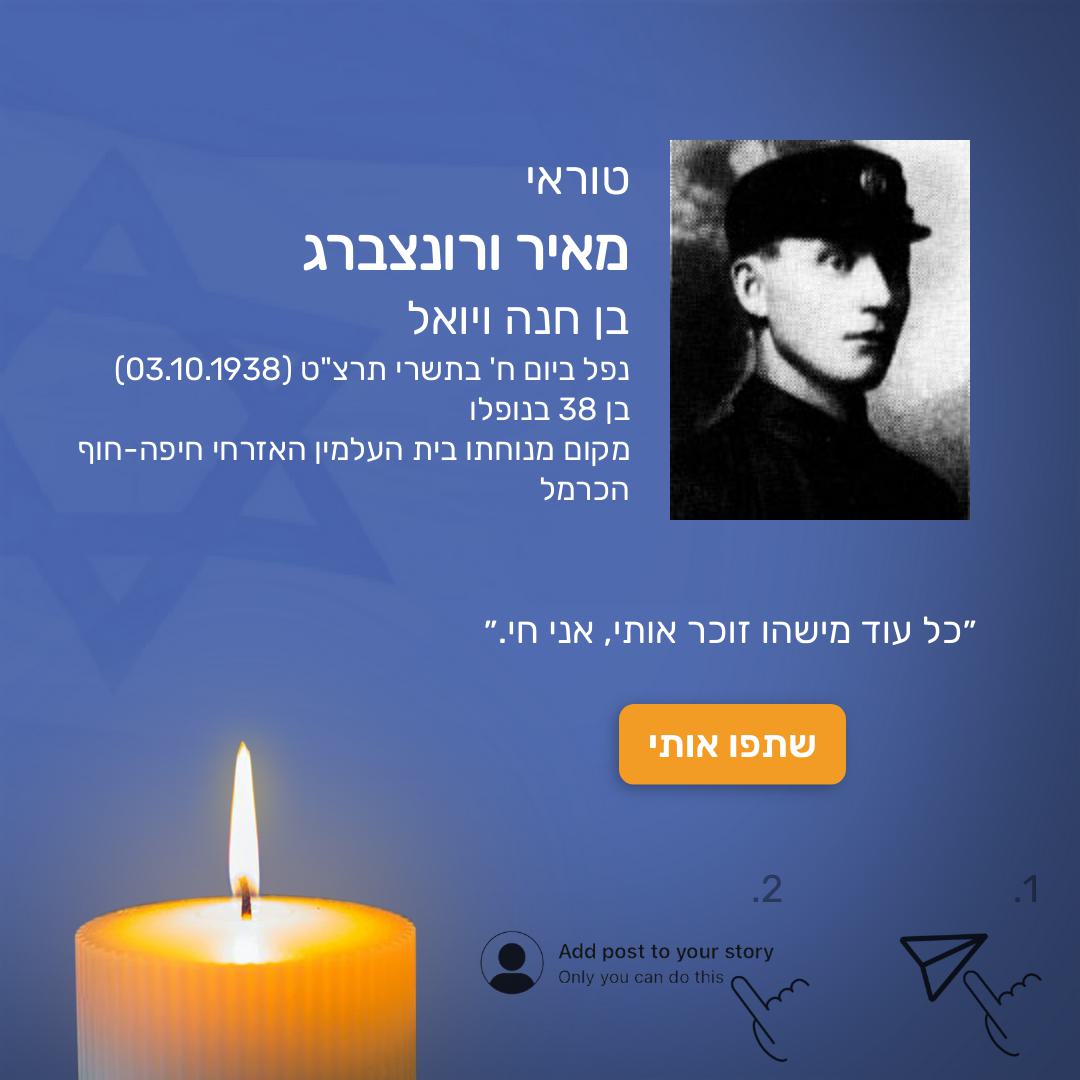 טוראי
מאיר ורונצברג
בן חנה ויואל
נפל ביום ח' בתשרי תרצ"ט (03.10.1938)
בן 38 בנופלו
מקום מנוחתו בית העלמין האזרחי חיפה-חוף
הכרמל
״כל עוד מישהו זוכר אותי, אני חי.״
שתפו אותי
.1
.2
Add post to your story
Only you can do this